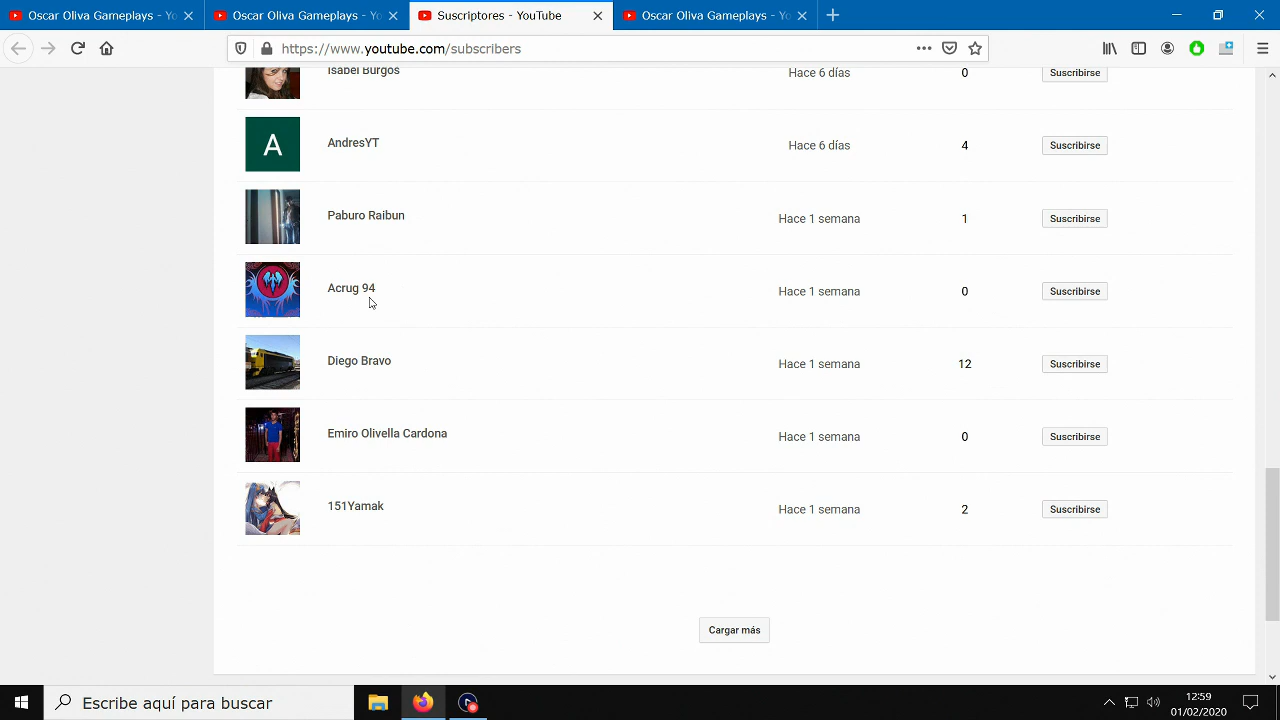 Oscar Oliva Gameplays - Yo
Oscar Oliva Gameplays - Yo
Suscriptores - YouTube
Oscar Oliva Gameplays - Yo
https://www.youtube.com/subscribers
Isabel Burgos Hace 6 días 0 Suscribirse
A AndresYT Hace 6 días 4 Suscribirse
Paburo Raibun Hace 1 semana 1 Suscribirse
Acrug 94 Hace 1 semana 0 Suscribirse
Diego Bravo Hace 1 semana 12 Suscribirse
Emiro Olivella Cardona Hace 1 semana 0 Suscribirse
151Yamak Hace 1 semana 2 Suscribirse
Cargar más
Escribe aquí para buscar
12:59
01/02/2020